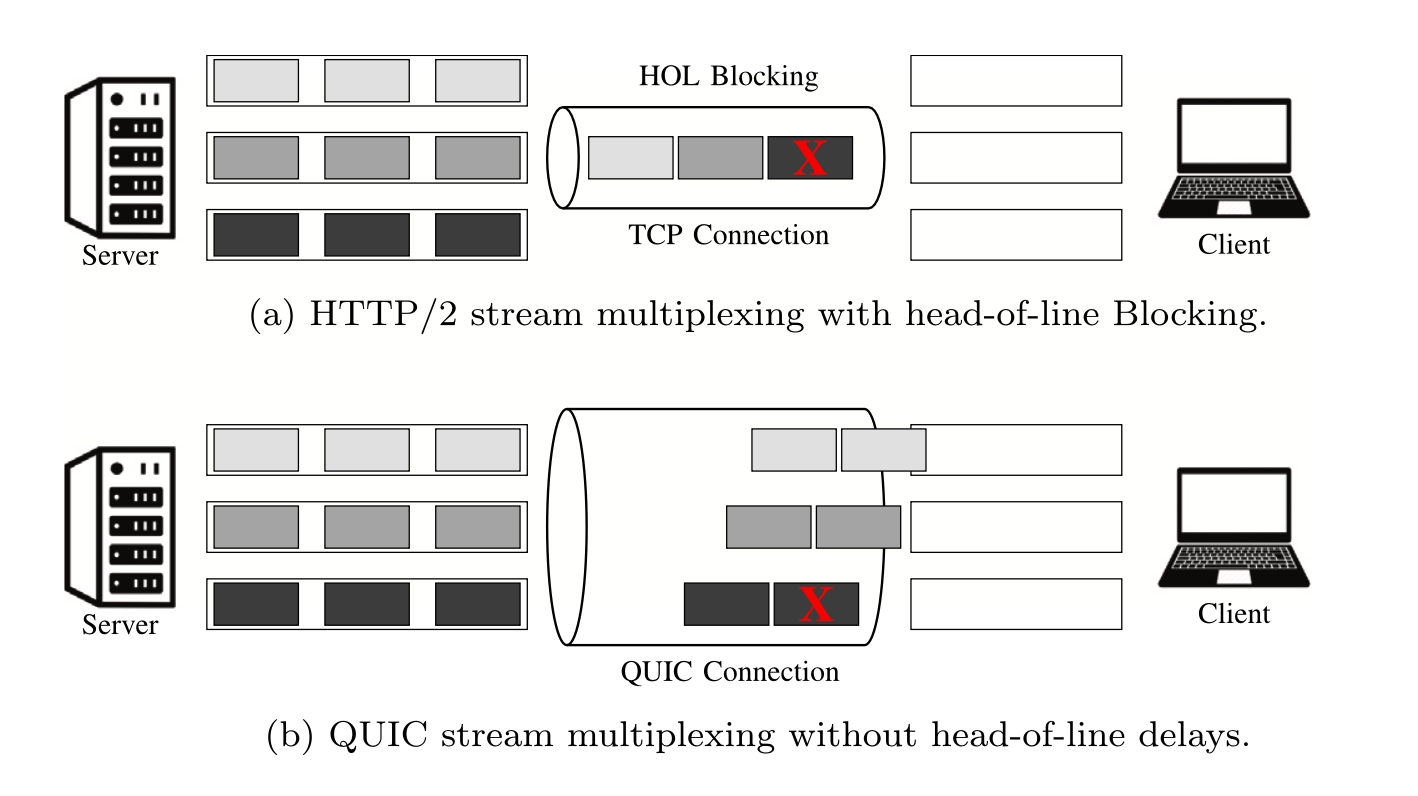 HOL Blocking
X
TCP Connection
Server
Client
(a) HTTP/2 stream multiplexing with head-of-line Blocking.
X
Server
Client
QUIC Connection
(b) QUIC stream multiplexing without head-of-line delays.